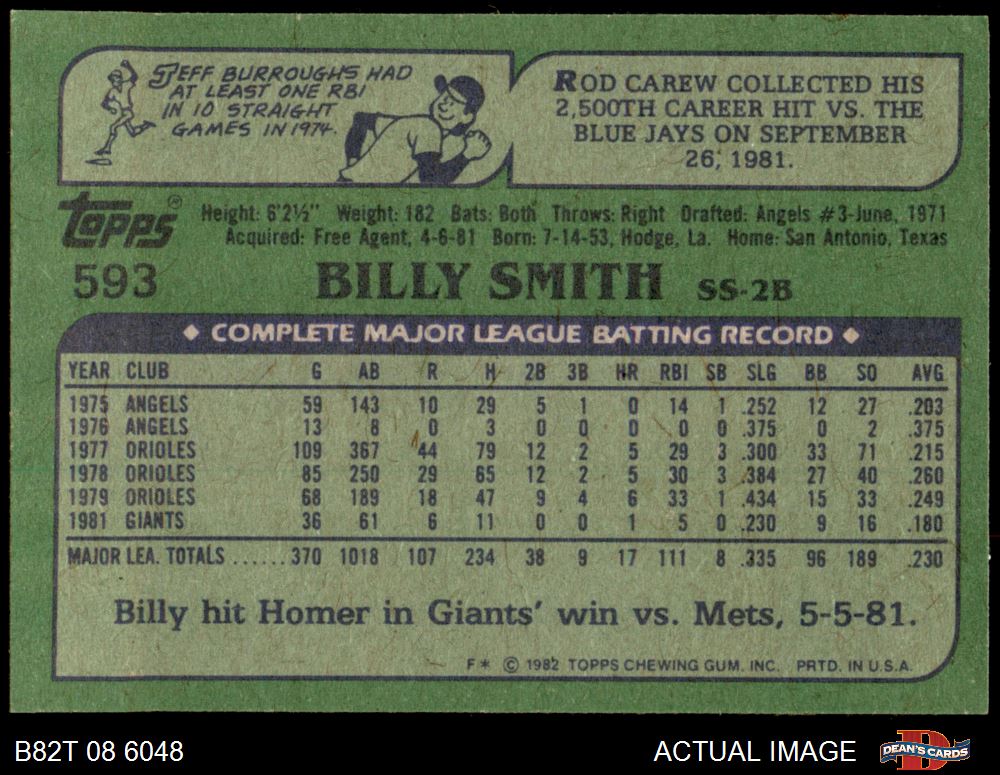 JEFF BURROUGHS HAD
AT LEAST ONE RBI
IN 10 STRAIGHT
GAMES IN 1974.
ROD CAREW COLLECTED HIS
2,500TH CAREER HIT VS. THE
BLUE JAYS ON SEPTEMBER
26, 1981.
topps®
Height: 6'2½" Weight: 182 Bats: Both Throws: Right Drafted: Angels #3-June, 1971
Acquired: Free Agent, 4-6-81 Born: 7-14-53, Hodge, La. Home: San Antonio, Texas
593 BILLY SMITH SS-2B
◆ COMPLETE MAJOR LEAGUE BATTING RECORD ◆
YEAR CLUB G AB R H 2B 3B HR RBI SB SLG BB SO AVG
1975 ANGELS 59 143 10 29 5 1 0 14 1 .252 12 27 .203
1976 ANGELS 13 8 0 3 0 0 0 0 0 .375 0 2 .375
1977 ORIOLES 109 367 44 79 12 2 5 29 3 .300 33 71 .215
1978 ORIOLES 85 250 29 65 12 2 5 30 3 .384 27 40 .260
1979 ORIOLES 68 189 18 47 9 4 6 33 1 .434 15 33 .249
1981 GIANTS 36 61 6 11 0 0 1 5 0 .230 9 16 .180
MAJOR LEA. TOTALS ...... 370 1018 107 234 38 9 17 111 8 .335 96 189 .230
Billy hit Homer in Giants' win vs. Mets, 5-5-81.
F* © 1982 TOPPS CHEWING GUM, INC. PRTD. IN U.S.A.
B82T 08 6048 ACTUAL IMAGE D DEAN'S CARDS